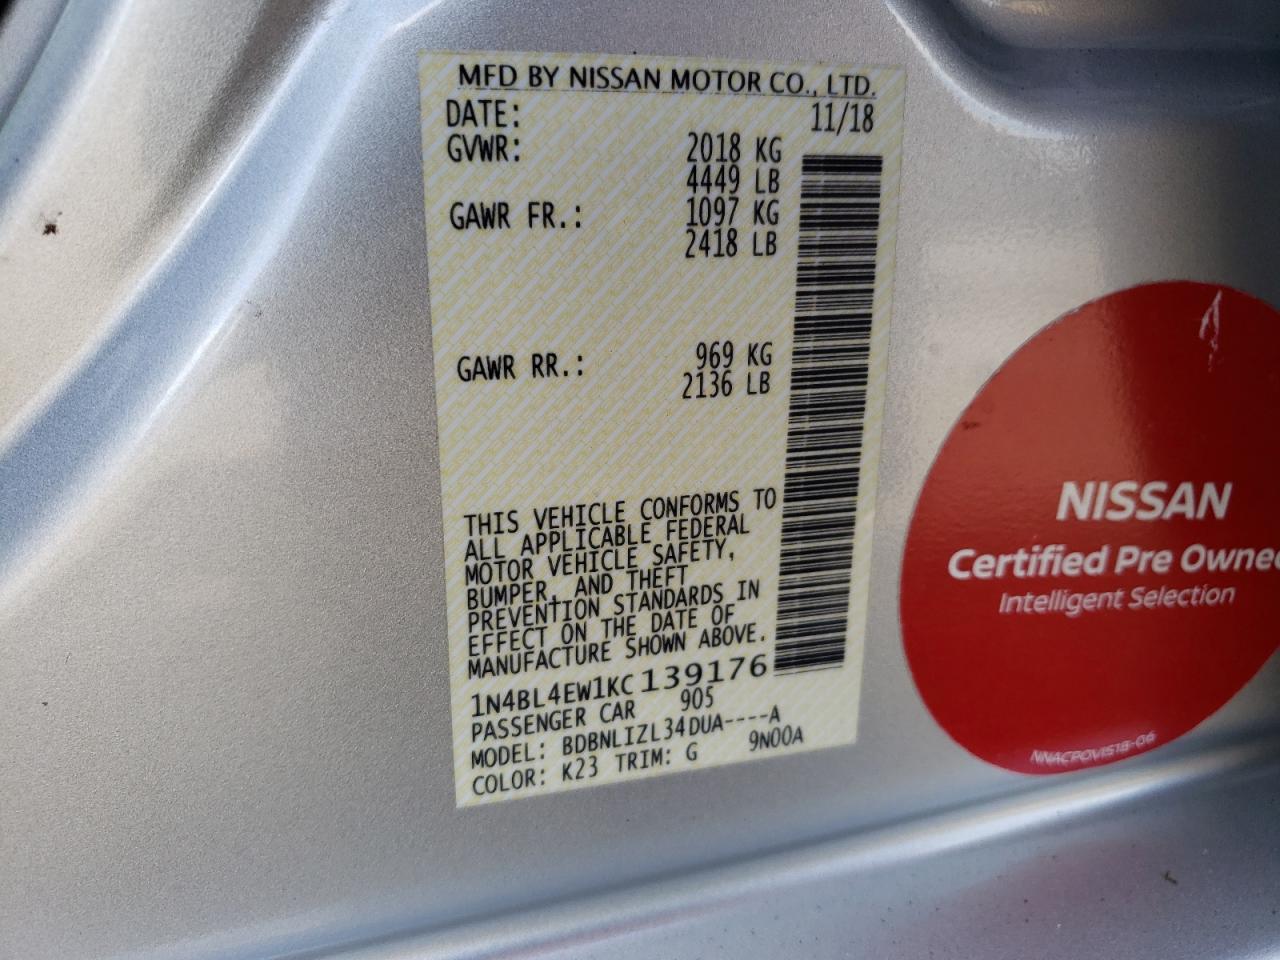 MFD BY NISSAN MOTOR CO., LTD.
DATE: 11/18
GVWR: 2018 KG
4449 LB
GAWR FR.: 1097 KG
2418 LB
GAWR RR.: 969 KG
2136 LB
THIS VEHICLE CONFORMS TO
ALL APPLICABLE FEDERAL
MOTOR VEHICLE SAFETY,
BUMPER, AND THEFT
PREVENTION STANDARDS IN
EFFECT ON THE DATE OF
MANUFACTURE SHOWN ABOVE.
1N4BL4EW1KC139176
PASSENGER CAR 905
MODEL: BDBNLIZL34DUA----A
COLOR: K23 TRIM: G 9N00A
NISSAN
Certified Pre Owned
Intelligent Selection
NNACPOVIS18-06